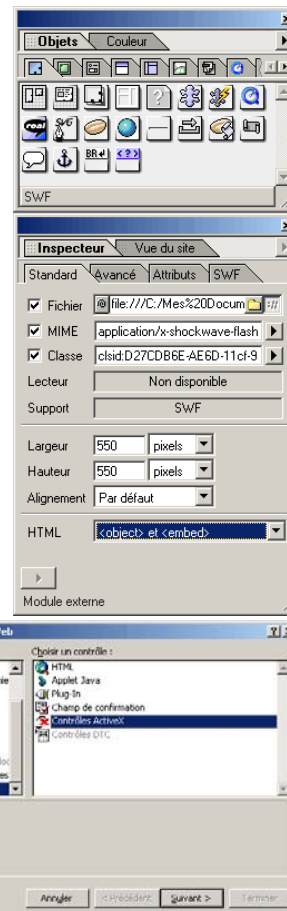 Objets Couleur
real SVG
BR <?>
SWF
Inspecteur Vue du site
Standard Avancé Attributs SWF
Fichier file:///C:/Mes%20Docum
MIME application/x-shockwave-flash
Classe clsid:D27CDB6E-AE6D-11cf-9
Lecteur Non disponible
Support SWF
Largeur 550 pixels
Hauteur 550 pixels
Alignement Par défaut
HTML <object> et <embed>
Module externe
Web
Choisir un contrôle :
HTML
Applet Java
Plug-In
Champ de confirmation
Contrôles ActiveX
Contrôles DTC
Annuler < Précédent Suivant > Terminer